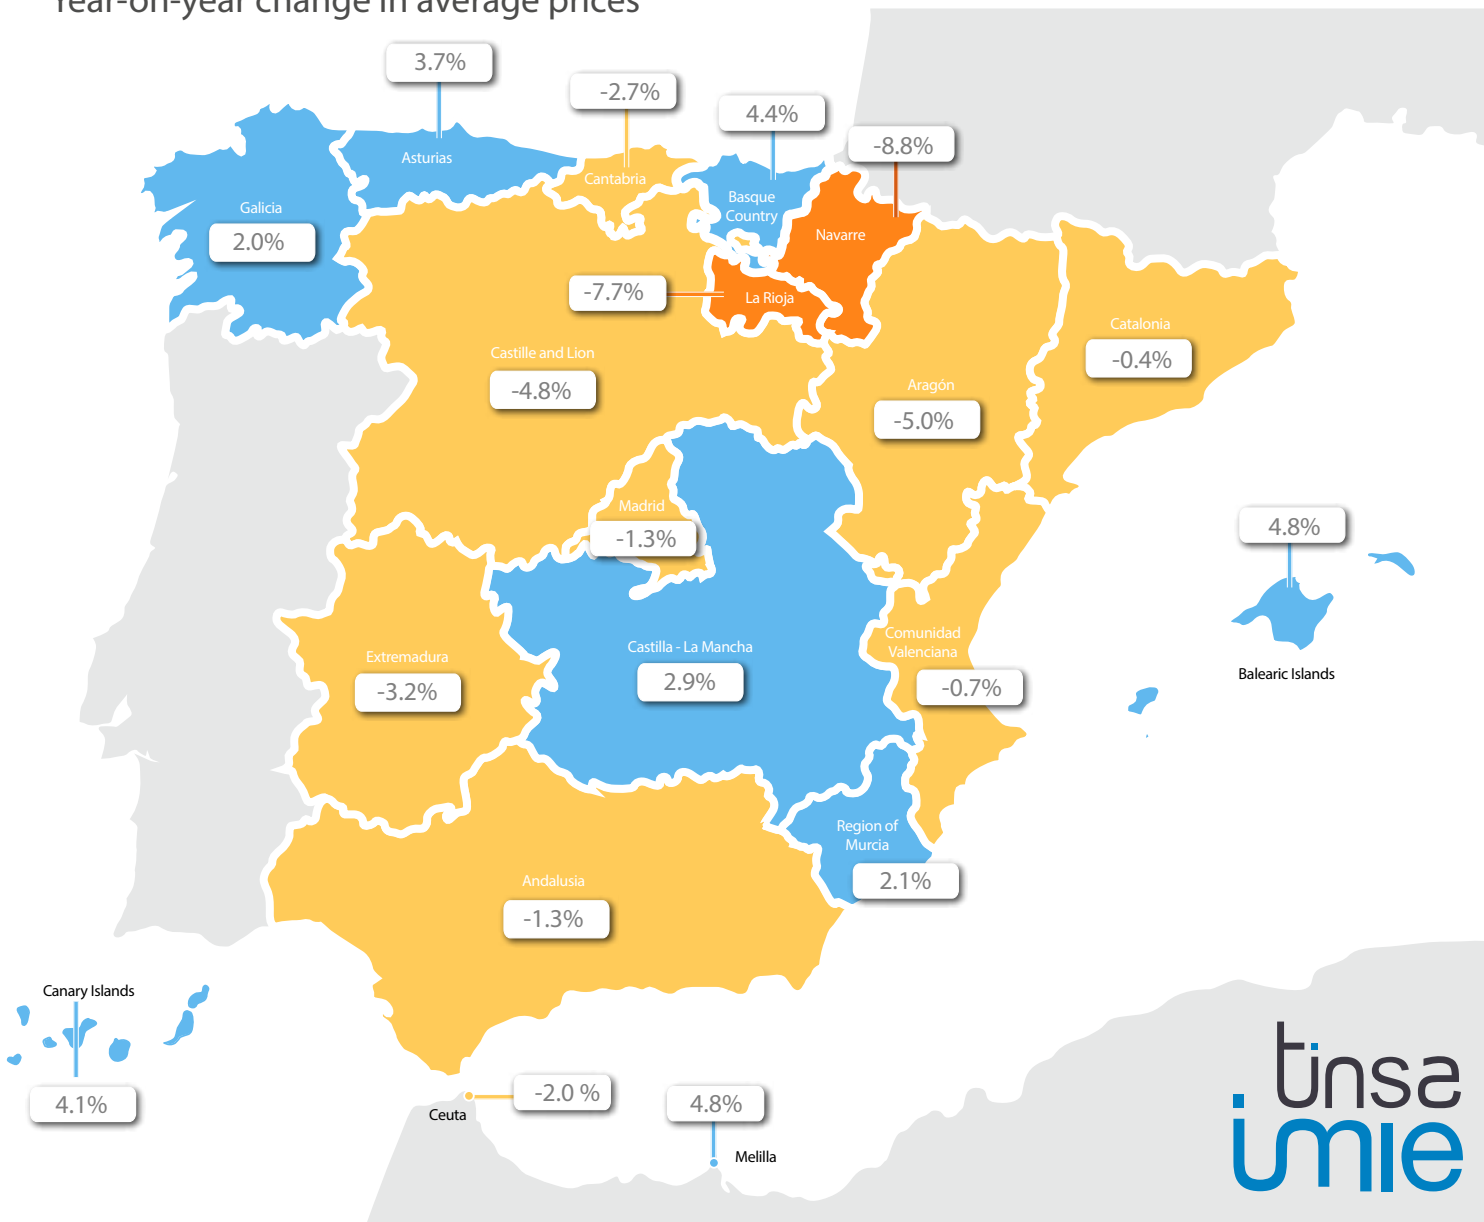 Year-on-year change in average prices
3.7%
-2.7%
4.4%
-8.8%
Asturias
Cantabria
Basque
Country
Galicia
2.0%
Navarre
-7.7%
La Rioja
Catalonia
-0.4%
Castille and Lion
-4.8%
Aragón
-5.0%
Madrid
-1.3%
4.8%
Balearic Islands
Comunidad
Valenciana
-0.7%
Castilla - La Mancha
2.9%
Extremadura
-3.2%
Region of
Murcia
2.1%
Andalusia
-1.3%
Canary Islands
4.1%
Ceuta
-2.0 %
4.8%
Melilla
tinsa
imie